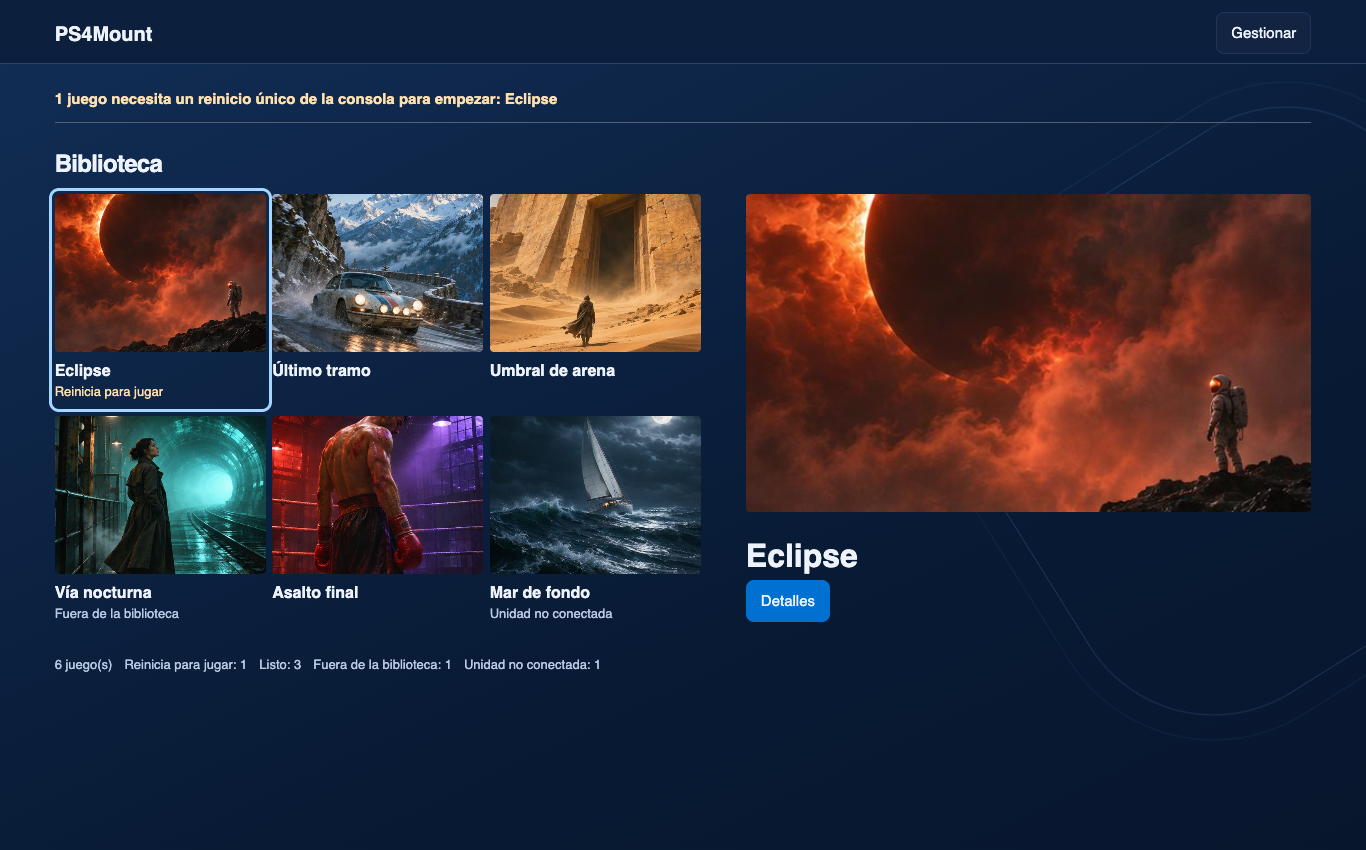 PS4Mount
Gestionar
1 juego necesita un reinicio único de la consola para empezar: Eclipse
Biblioteca
Eclipse
Reinicia para jugar
Último tramo
Umbral de arena
Vía nocturna
Fuera de la biblioteca
Asalto final
Mar de fondo
Unidad no conectada
Eclipse
Detalles
6 juego(s) Reinicia para jugar: 1 Listo: 3 Fuera de la biblioteca: 1 Unidad no conectada: 1